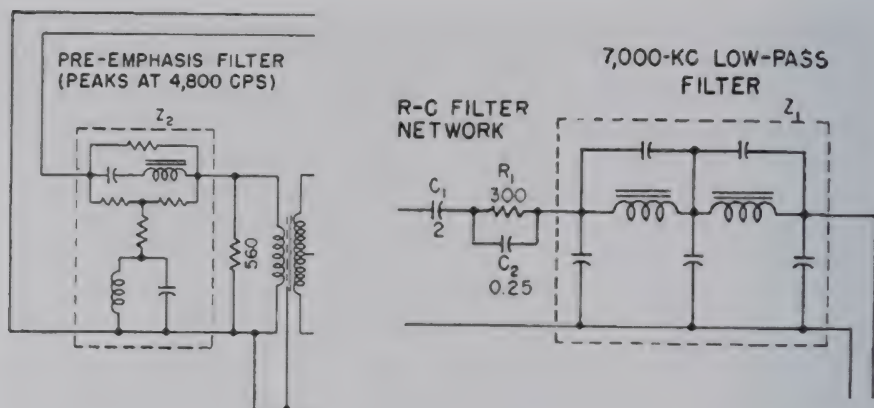 PRE-EMPHASIS FILTER
(PEAKS AT 4,800 CPS)
Z2
560
7,000-KC LOW-PASS
FILTER
Z1
R-C FILTER
NETWORK
C1
2
R1
300
C2
0.25